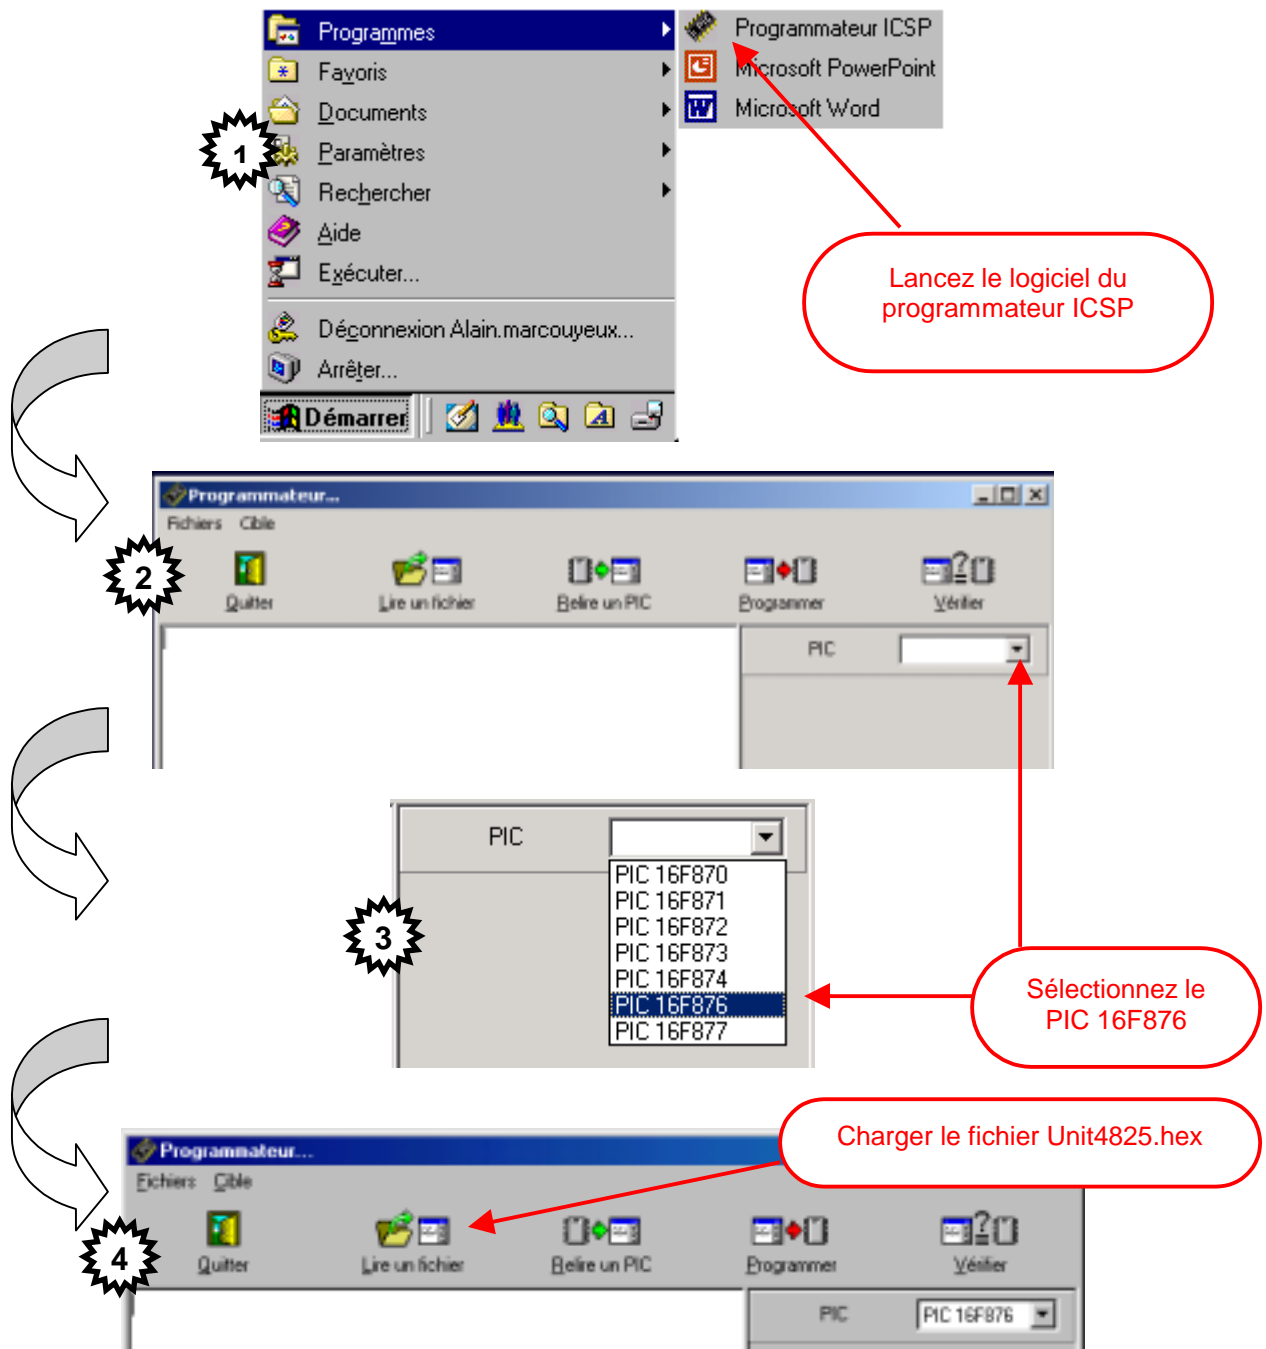 Programmes
Programmateur ICSP
Favoris
Microsoft PowerPoint
Documents
Microsoft Word
1
Paramètres
Rechercher
Aide
Exécuter...
Lancez le logiciel du
programmateur ICSP
Déconnexion Alain.marcouyeux...
Arrêter...
Démarrer
Programmateur...
Fichiers Cible
2
Quitter
Lire un fichier
Relire un PIC
Programmer
Vérifier
PIC
PIC
PIC 16F870
PIC 16F871
PIC 16F872
3
PIC 16F873
PIC 16F874
PIC 16F876
PIC 16F877
Sélectionnez le
PIC 16F876
Charger le fichier Unit4825.hex
Programmateur...
Fichiers Cible
4
Quitter
Lire un fichier
Relire un PIC
Programmer
Vérifier
PIC
PIC 16F876